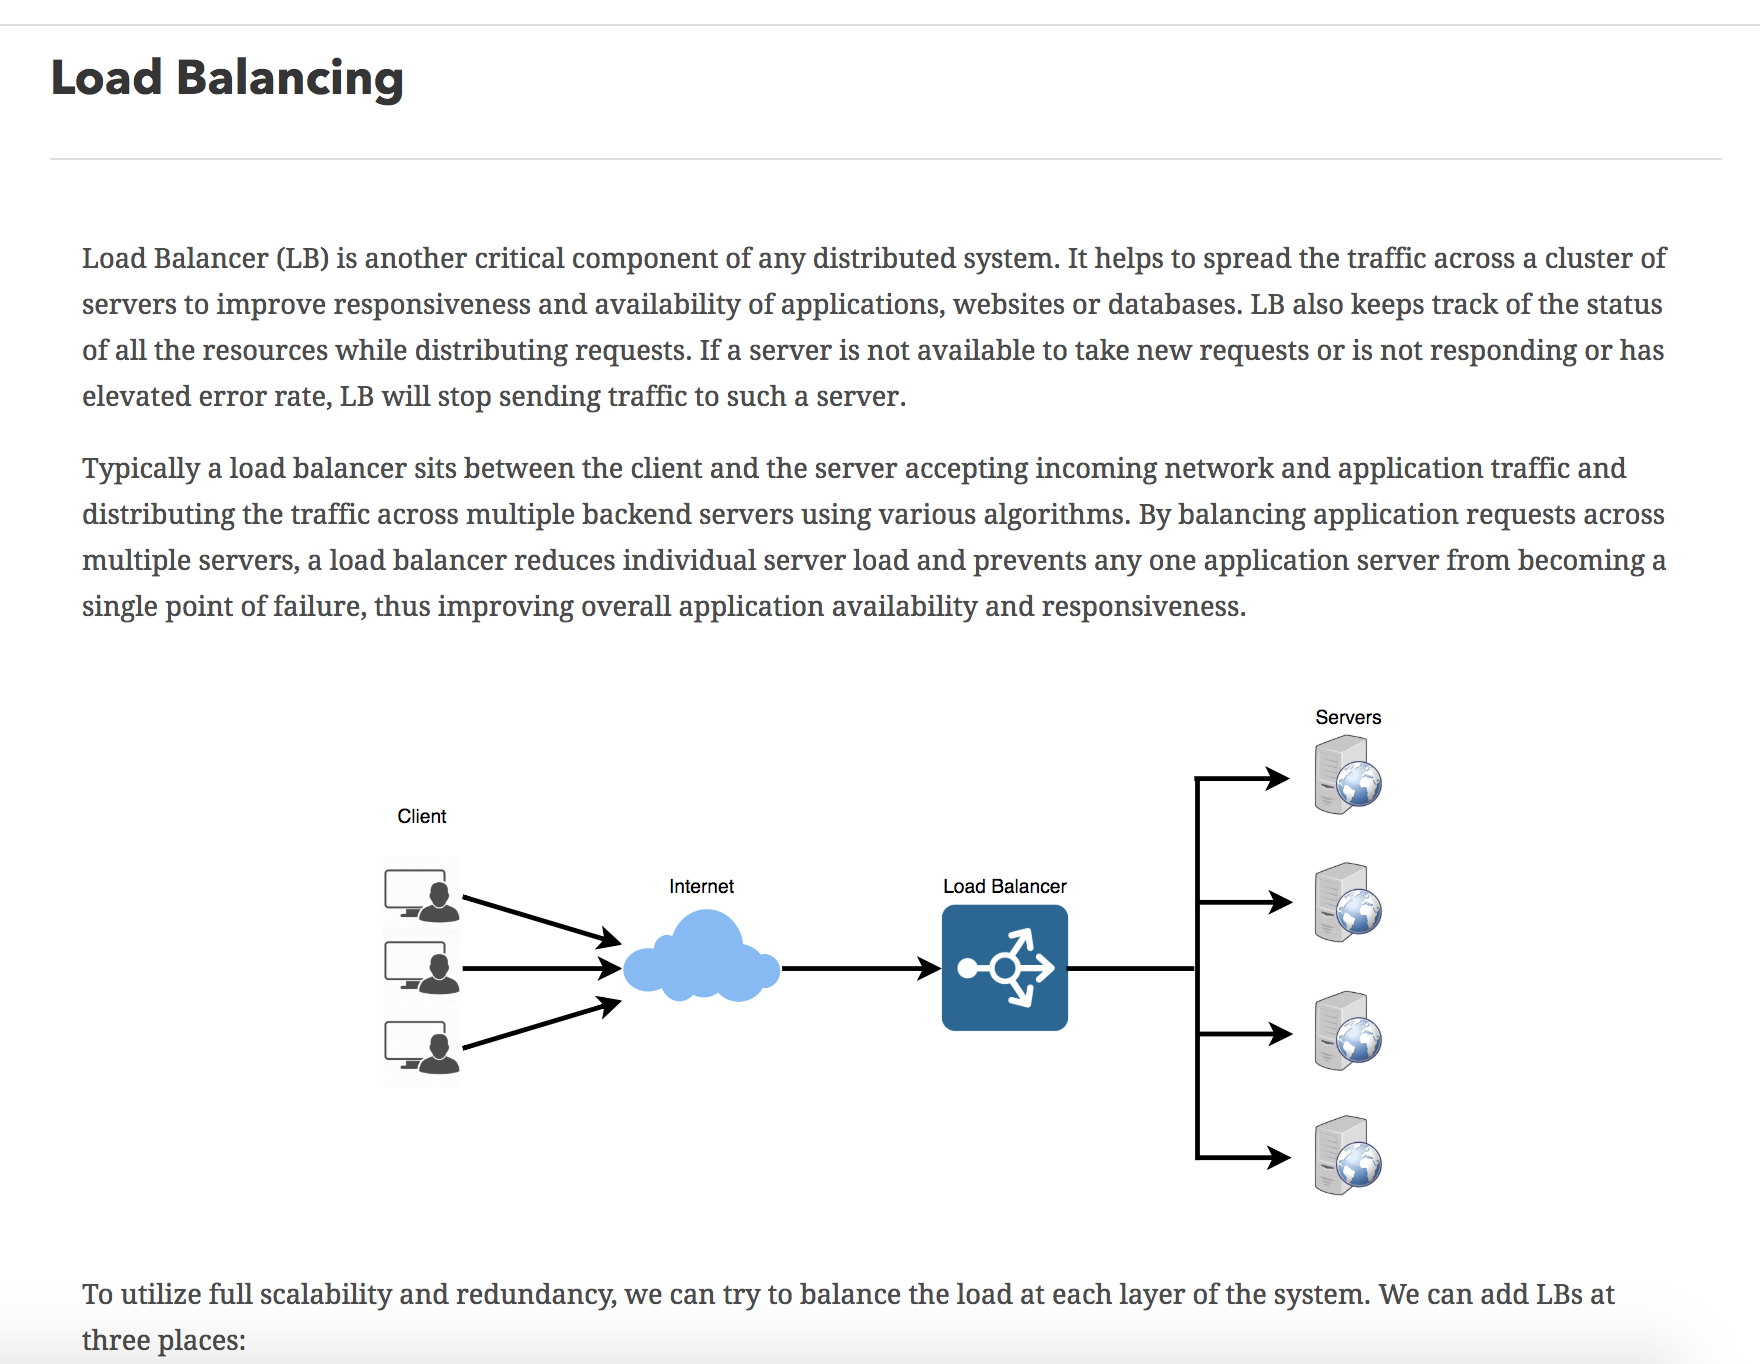 Load Balancing
Load Balancer (LB) is another critical component of any distributed system. It helps to spread the traffic across a cluster of
servers to improve responsiveness and availability of applications, websites or databases. LB also keeps track of the status
of all the resources while distributing requests. If a server is not available to take new requests or is not responding or has
elevated error rate, LB will stop sending traffic to such a server.
Typically a load balancer sits between the client and the server accepting incoming network and application traffic and
distributing the traffic across multiple backend servers using various algorithms. By balancing application requests across
multiple servers, a load balancer reduces individual server load and prevents any one application server from becoming a
single point of failure, thus improving overall application availability and responsiveness.
Servers
Client
Internet
Load Balancer
To utilize full scalability and redundancy, we can try to balance the load at each layer of the system. We can add LBs at
three places: